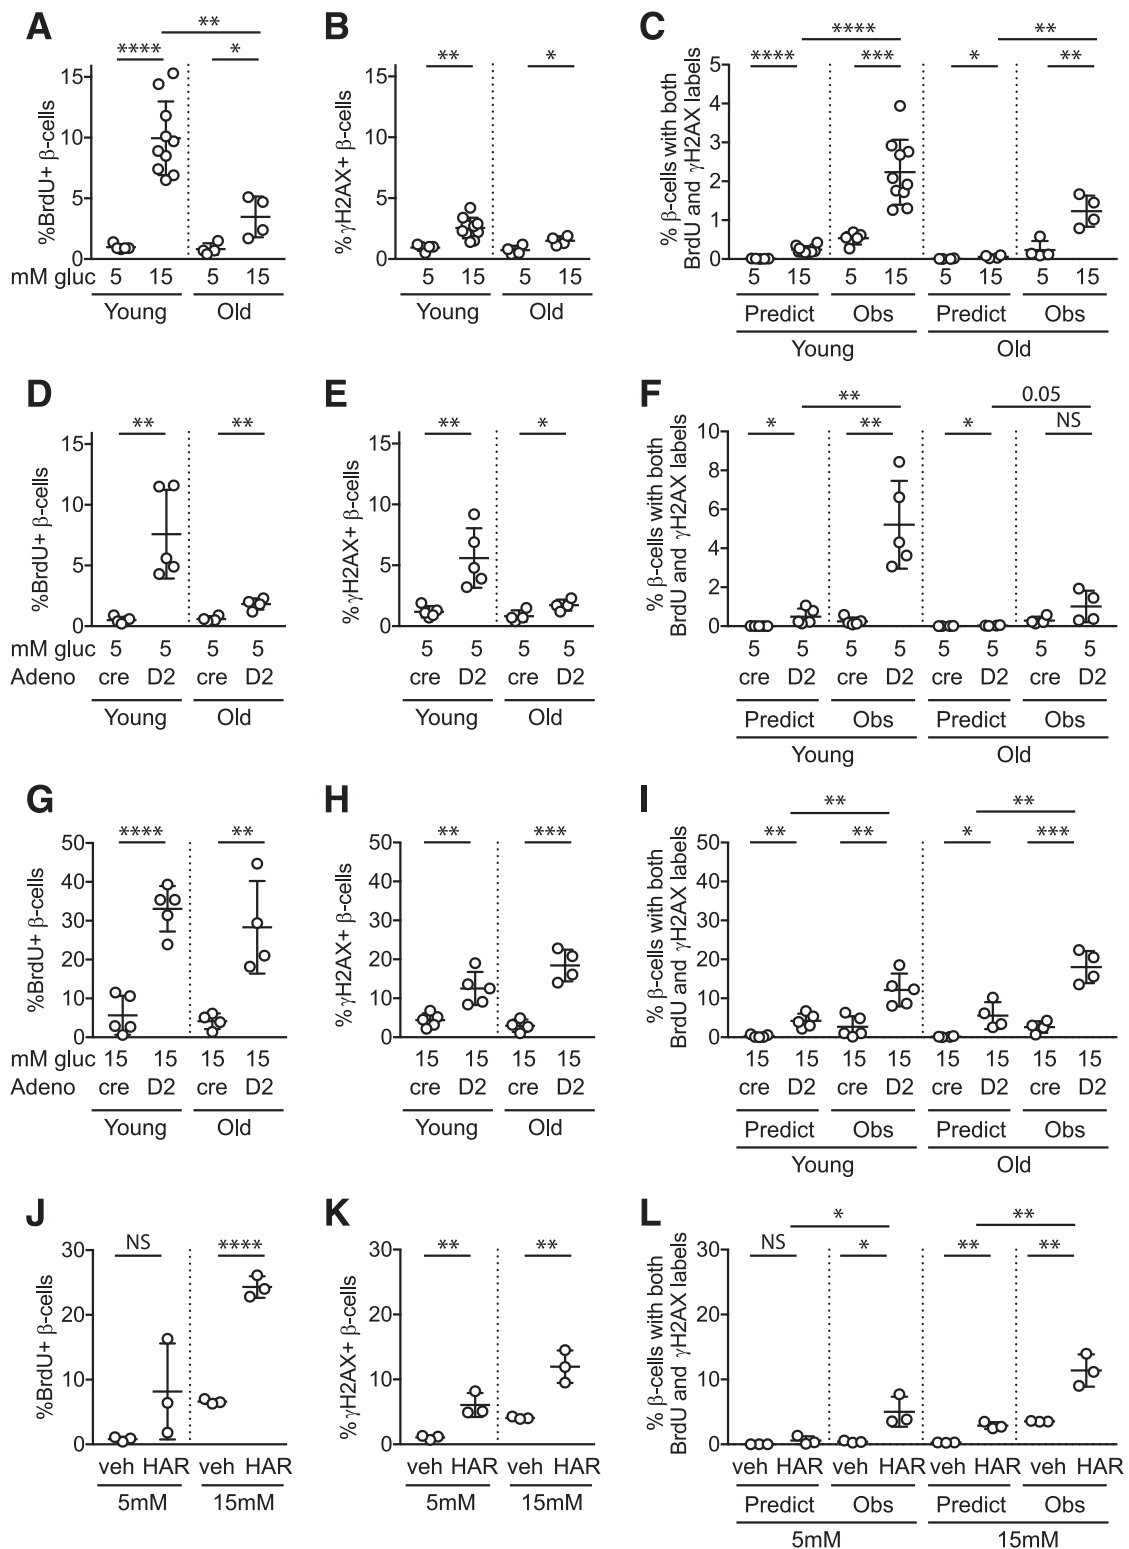 A
B
C
** 
**** *
** *
**** **
**** *** * **
%BrdU+ β-cells
%γH2AX+ β-cells
% β-cells with both
BrdU and γH2AX labels
15
10
5
0
15
10
5
0
5
4
3
2
1
0
mM gluc 5 15 5 15
5 15 5 15
5 15 5 15 5 15 5 15
Young Old
Young Old
Predict Obs Predict Obs
Young Old
D
E
F
** **
** *
** 0.05
* ** * NS
%BrdU+ β-cells
%γH2AX+ β-cells
% β-cells with both
BrdU and γH2AX labels
15
10
5
0
15
10
5
0
10
8
6
4
2
0
mM gluc 5 5 5 5
5 5 5 5
5 5 5 5 5 5 5 5
Adeno cre D2 cre D2
cre D2 cre D2
cre D2 cre D2 cre D2 cre D2
Young Old
Young Old
Predict Obs Predict Obs
Young Old
G
H
I
**** **
** ***
** **
** ** * ***
%BrdU+ β-cells
%γH2AX+ β-cells
% β-cells with both
BrdU and γH2AX labels
50
40
30
20
10
0
50
40
30
20
10
0
50
40
30
20
10
0
mM gluc 15 15 15 15
15 15 15 15
15 15 15 15 15 15 15 15
Adeno cre D2 cre D2
cre D2 cre D2
cre D2 cre D2 cre D2 cre D2
Young Old
Young Old
Predict Obs Predict Obs
Young Old
J
K
L
NS ****
** **
* **
NS * ** **
%BrdU+ β-cells
%γH2AX+ β-cells
% β-cells with both
BrdU and γH2AX labels
30
20
10
0
30
20
10
0
30
20
10
0
veh HAR veh HAR
veh HAR veh HAR
veh HAR veh HAR veh HAR veh HAR
5mM 15mM
5mM 15mM
Predict Obs Predict Obs
5mM 15mM